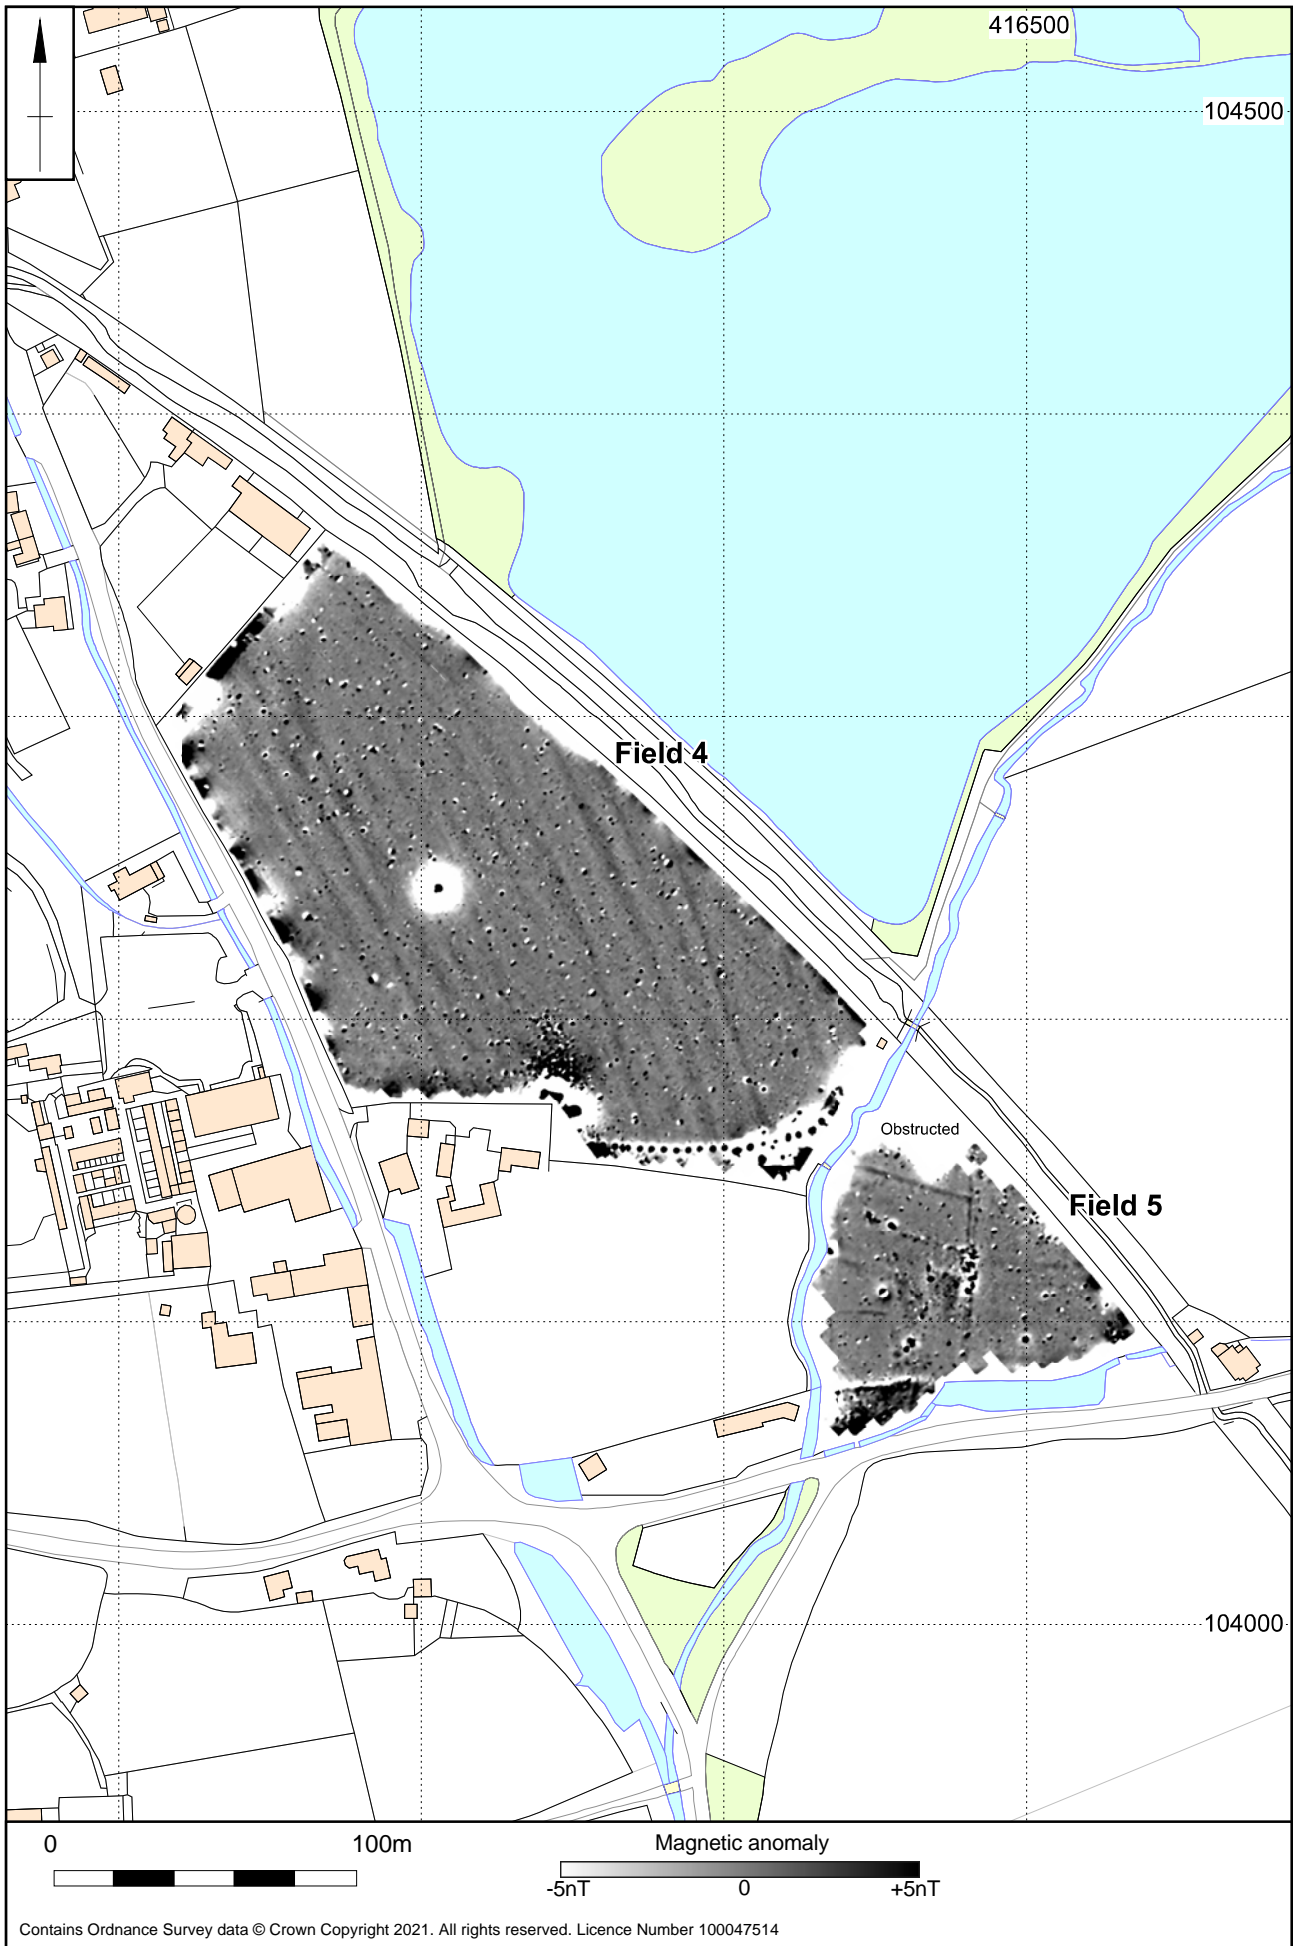 416500
104500
Field 4
Obstructed
Field 5
104000
0 100m
Magnetic anomaly
-5nT 0 +5nT
Contains Ordnance Survey data © Crown Copyright 2021. All rights reserved. Licence Number 100047514